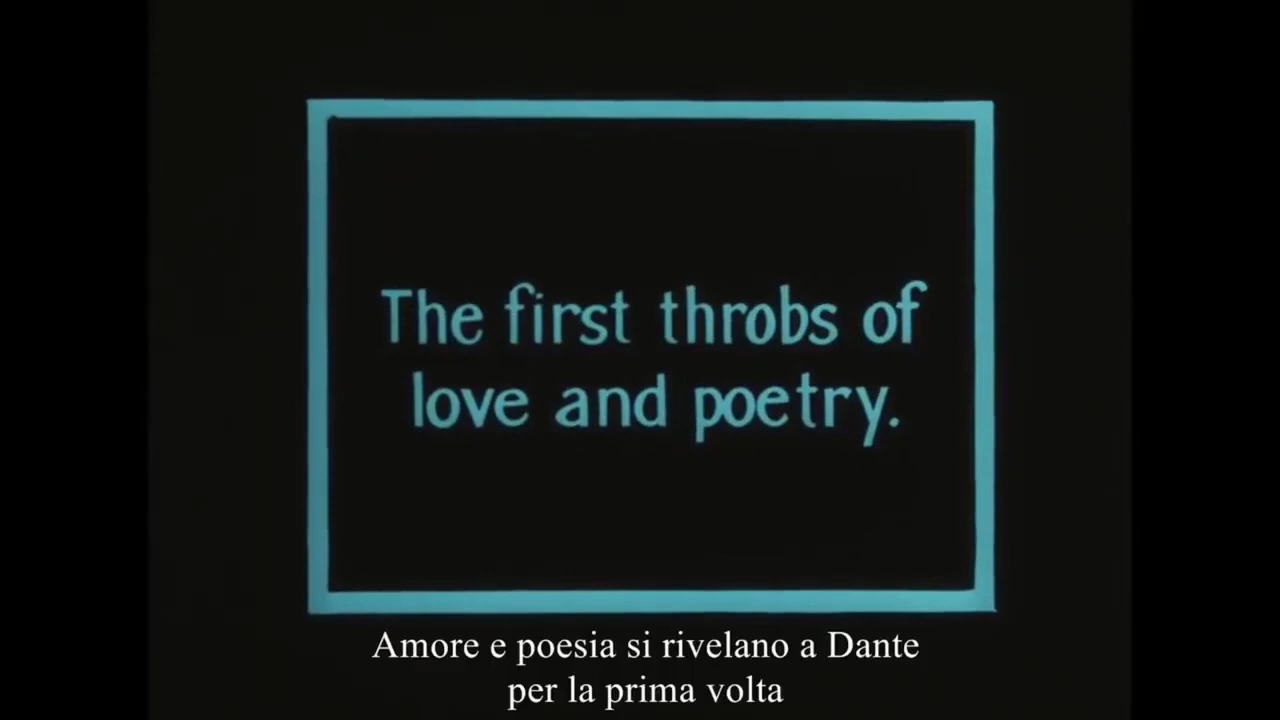 The first throbs of
love and poetry.
Amore e poesia si rivelano a Dante
per la prima volta